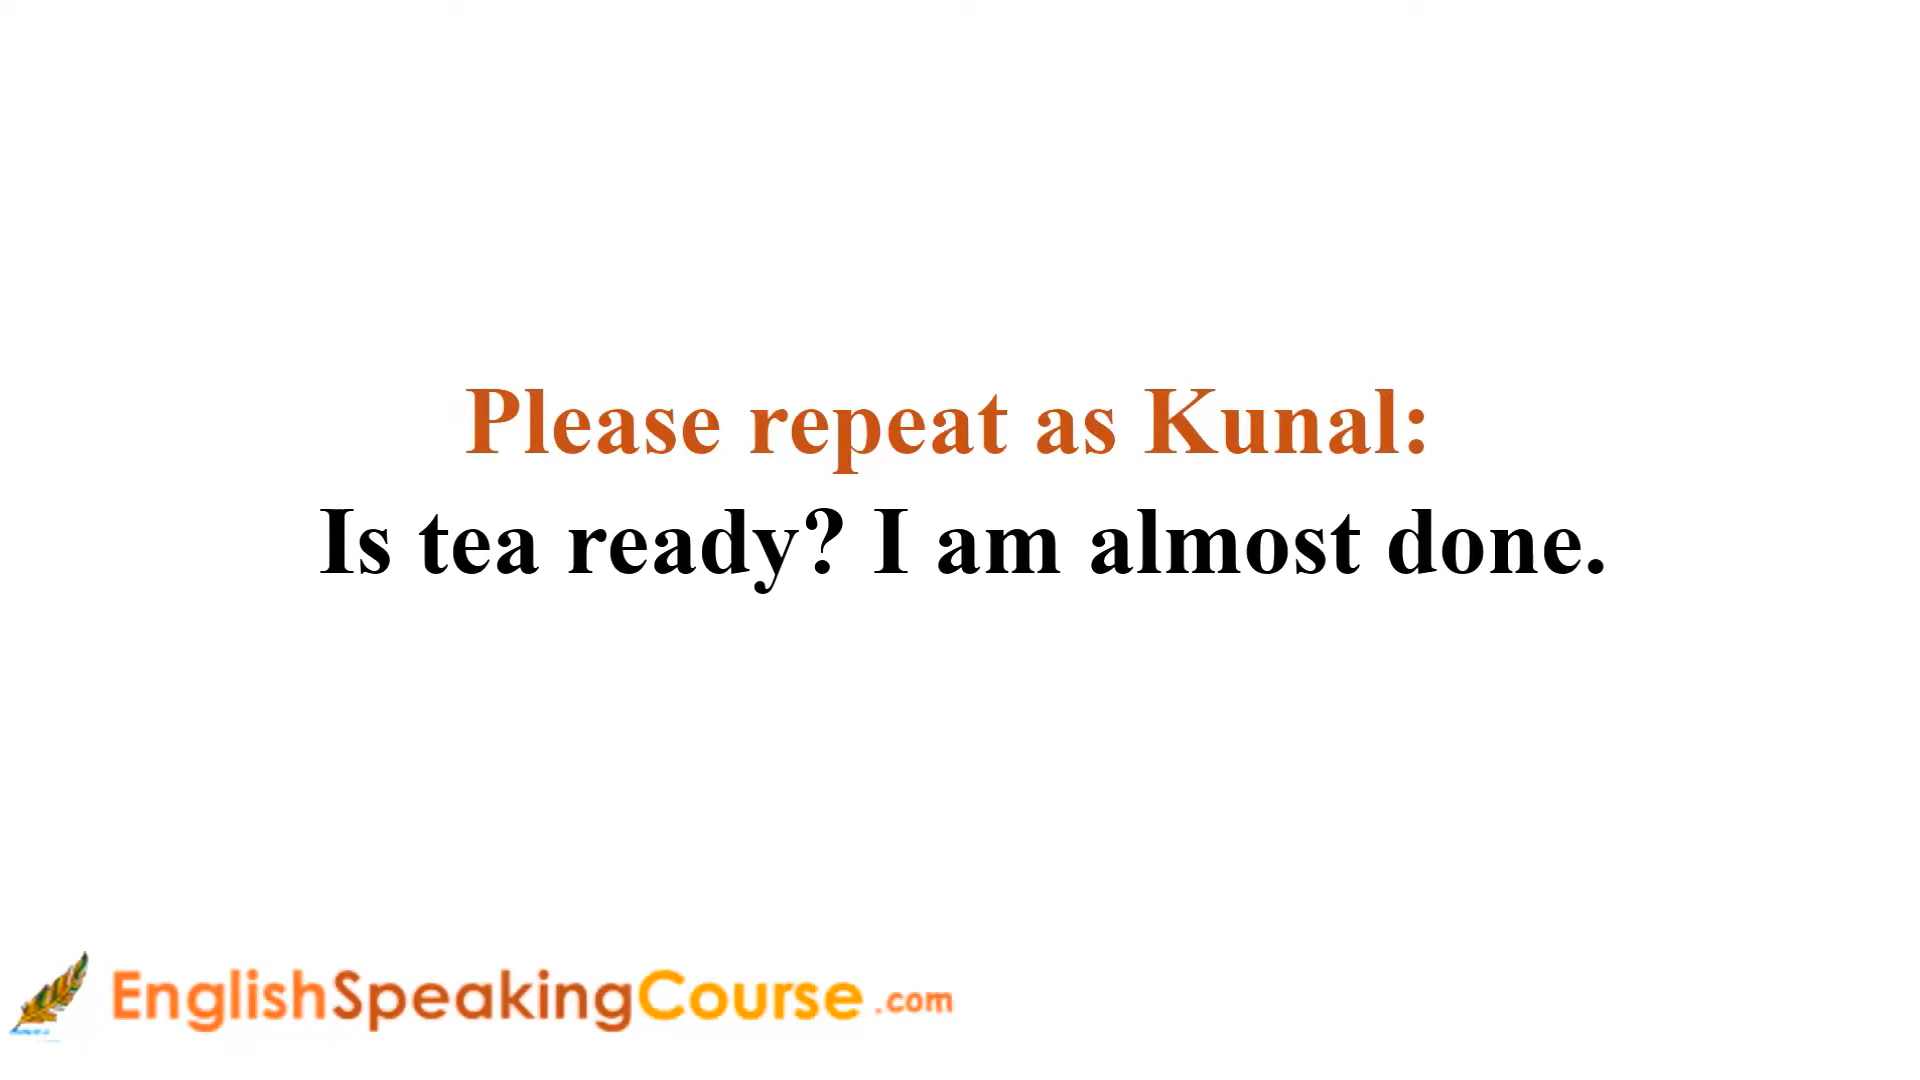 Please repeat as Kunal:
Is tea ready? I am almost done.
EnglishSpeakingCourse.com